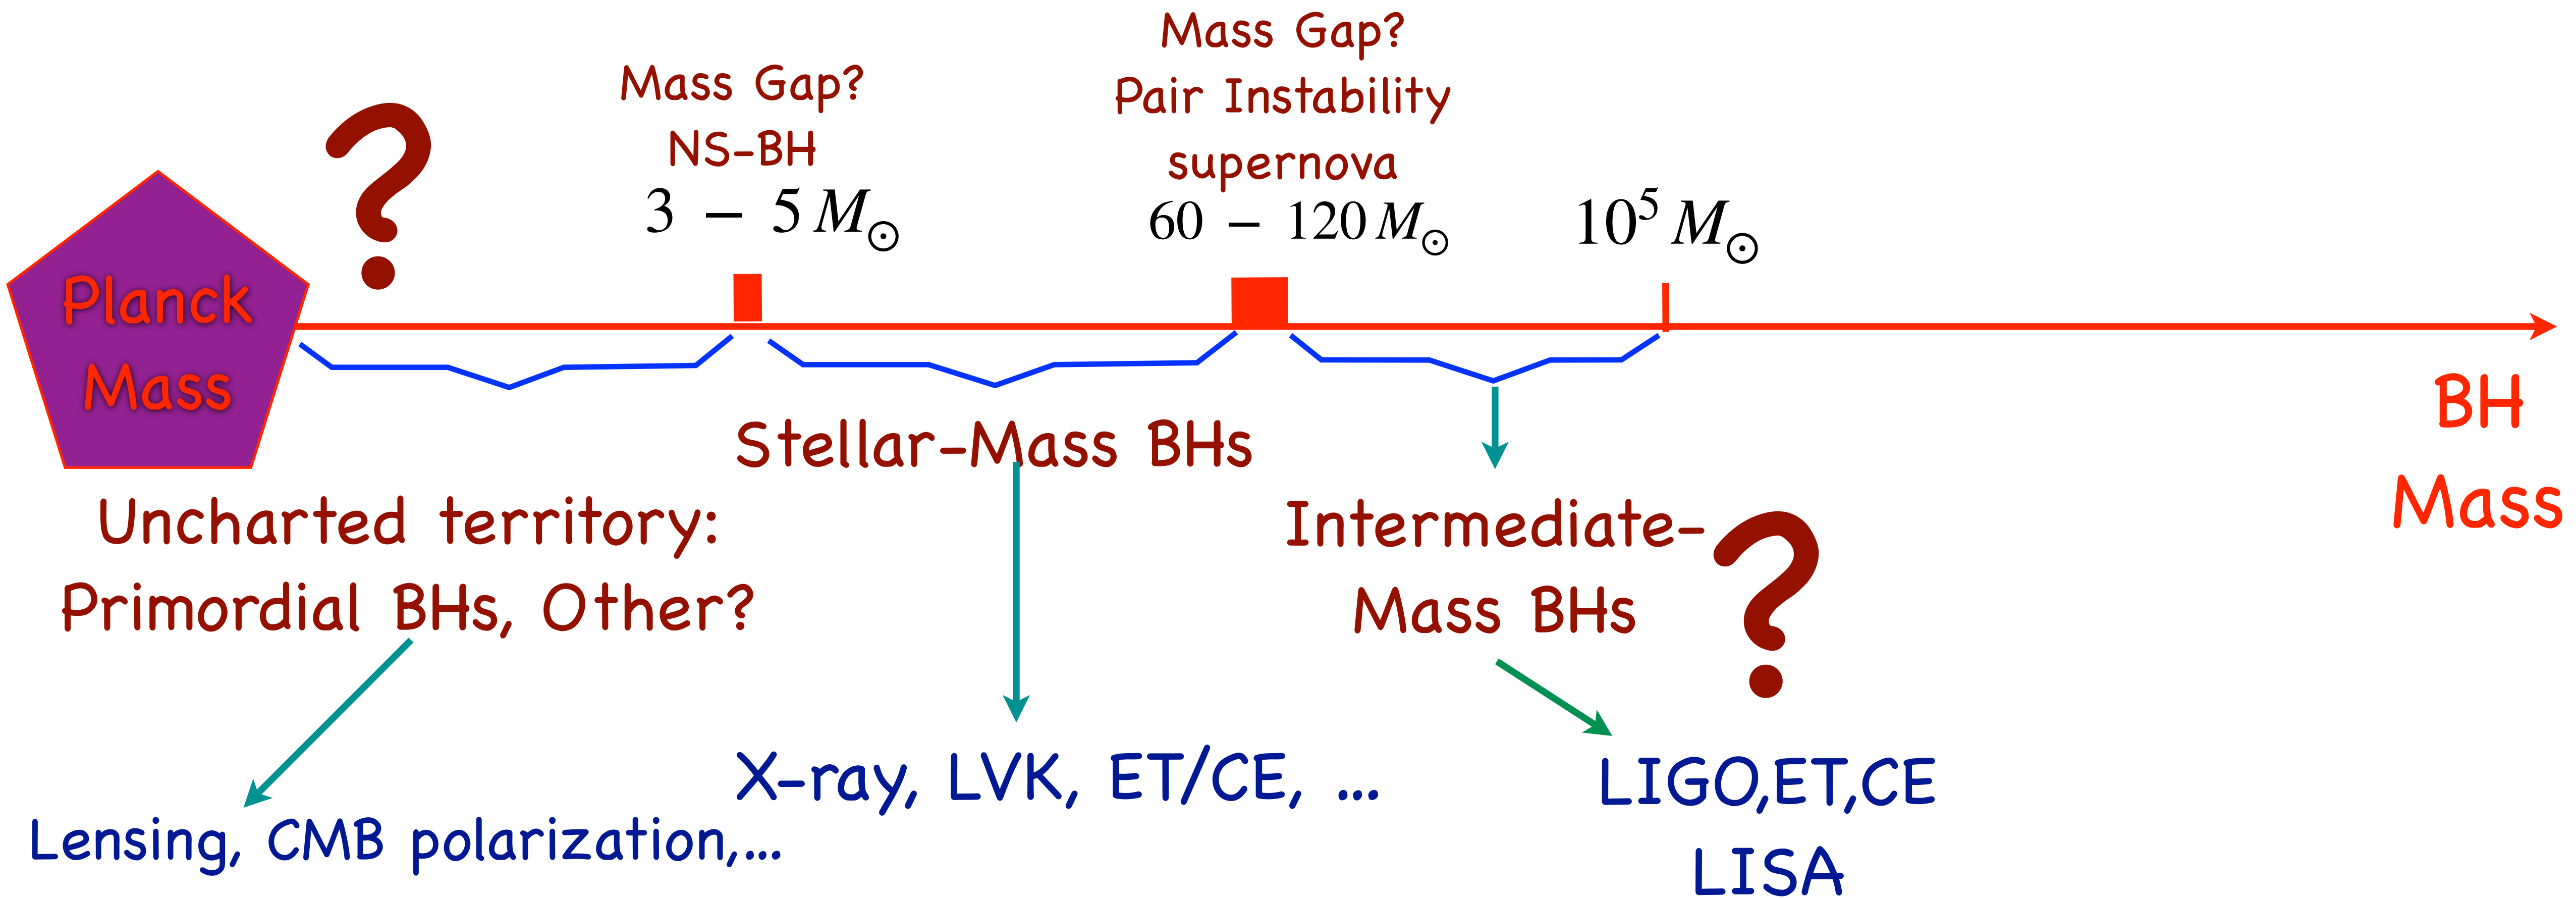 Mass Gap?
NS-BH
3 – 5 M☉
Mass Gap?
Pair Instability
supernova
60 – 120 M☉
10⁵ M☉
?
Planck
Mass
BH
Mass
Stellar-Mass BHs
Uncharted territory:
Primordial BHs, Other?
Intermediate-
Mass BHs
?
X-ray, LVK, ET/CE, ...
LIGO,ET,CE
LISA
Lensing, CMB polarization,...